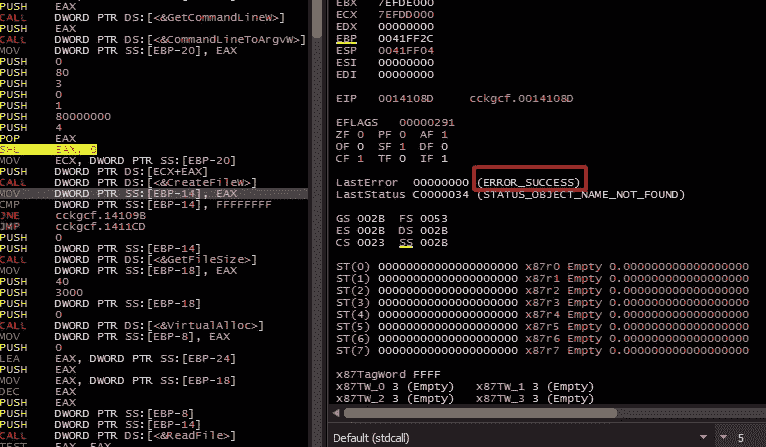 PUSH EAX
CALL DWORD PTR DS:[<&GetCommandLineW>]
PUSH EAX
CALL DWORD PTR DS:[<&CommandLineToArgvW>]
MOV DWORD PTR SS:[EBP-20], EAX
PUSH 0
PUSH 80
PUSH 3
PUSH 0
PUSH 1
PUSH 80000000
PUSH 4
POP EAX
SHL EAX, 0
MOV ECX, DWORD PTR SS:[EBP-20]
PUSH DWORD PTR DS:[ECX+EAX]
CALL DWORD PTR DS:[<&CreateFileW>]
MOV DWORD PTR SS:[EBP-14], EAX
CMP DWORD PTR SS:[EBP-14], FFFFFFFF
JNE cckgcf.14109B
JMP cckgcf.1411CD
PUSH 0
PUSH DWORD PTR SS:[EBP-14]
CALL DWORD PTR DS:[<&GetFileSize>]
MOV DWORD PTR SS:[EBP-18], EAX
PUSH 40
PUSH 3000
PUSH DWORD PTR SS:[EBP-18]
PUSH 0
CALL DWORD PTR DS:[<&VirtualAlloc>]
MOV DWORD PTR SS:[EBP-8], EAX
PUSH 0
LEA EAX, DWORD PTR SS:[EBP-24]
PUSH EAX
MOV EAX, DWORD PTR SS:[EBP-18]
DEC EAX
PUSH EAX
PUSH DWORD PTR SS:[EBP-8]
PUSH DWORD PTR SS:[EBP-14]
CALL DWORD PTR DS:[<&ReadFile>]
TEST EAX, EAX
EBX 7EFDE000
ECX 7EFDD000
EDX 00000000
EBP 0041FF2C
ESP 0041FF04
ESI 00000000
EDI 00000000
EIP 0014108D cckgcf.0014108D
EFLAGS 00000291
ZF 0 PF 0 AF 1
OF 0 SF 1 DF 0
CF 1 TF 0 IF 1
LastError 00000000 (ERROR_SUCCESS)
LastStatus C0000034 (STATUS_OBJECT_NAME_NOT_FOUND)
GS 002B FS 0053
ES 002B DS 002B
CS 0023 SS 002B
ST(0) 00000000000000000000 x87r0 Empty 0.000000000000000000
ST(1) 00000000000000000000 x87r1 Empty 0.000000000000000000
ST(2) 00000000000000000000 x87r2 Empty 0.000000000000000000
ST(3) 00000000000000000000 x87r3 Empty 0.000000000000000000
ST(4) 00000000000000000000 x87r4 Empty 0.000000000000000000
ST(5) 00000000000000000000 x87r5 Empty 0.000000000000000000
ST(6) 00000000000000000000 x87r6 Empty 0.000000000000000000
ST(7) 00000000000000000000 x87r7 Empty 0.000000000000000000
x87TagWord FFFF
x87TW_0 3 (Empty) x87TW_1 3 (Empty)
x87TW_2 3 (Empty) x87TW_3 3 (Empty)
Default (stdcall) 5